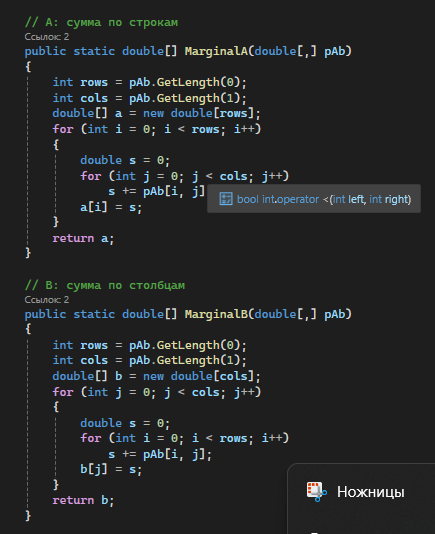 // A: сумма по строкам
Ссылок: 2
public static double[] MarginalA(double[,] pAb)
{
int rows = pAb.GetLength(0);
int cols = pAb.GetLength(1);
double[] a = new double[rows];
for (int i = 0; i < rows; i++)
{
double s = 0;
for (int j = 0; j < cols; j++)
s += pAb[i, j]
bool int.operator <(int left, int right)
a[i] = s;
}
return a;
}
// B: сумма по столбцам
Ссылок: 2
public static double[] MarginalB(double[,] pAb)
{
int rows = pAb.GetLength(0);
int cols = pAb.GetLength(1);
double[] b = new double[cols];
for (int j = 0; j < cols; j++)
{
double s = 0;
for (int i = 0; i < rows; i++)
s += pAb[i, j];
b[j] = s;
}
return b;
}
Ножницы